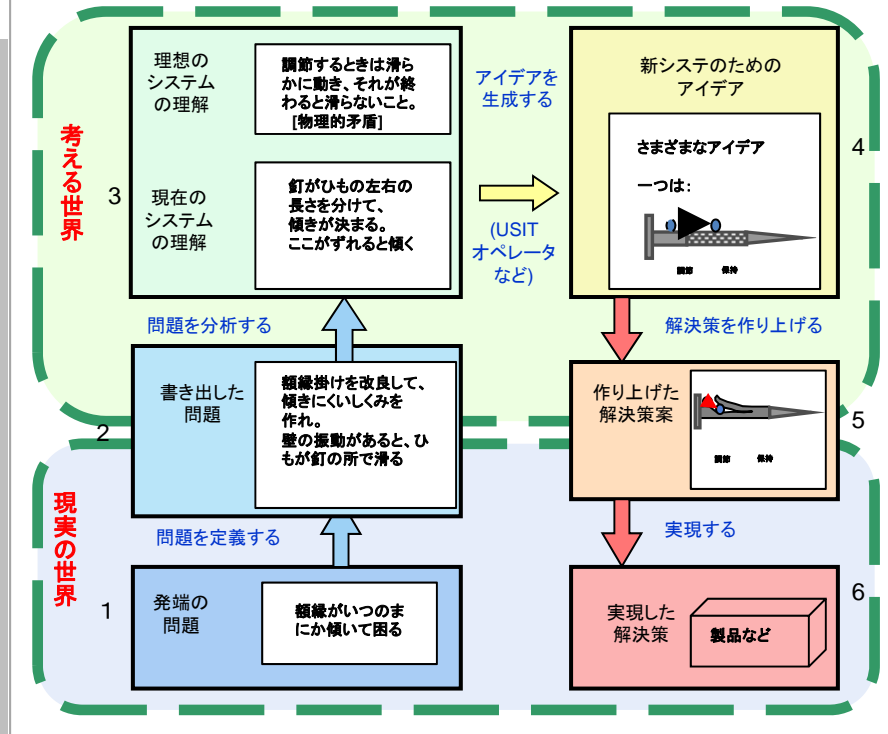 理想の
システム
の理解
調節するときは滑ら
かに動き、それが終
わると滑らないこと。
[物理的矛盾]
アイデアを
生成する
新システのための
アイデア
さまざまなアイデア
一つは:
調節 保持
4
考える世界
3
現在の
システム
の理解
釘がひもの左右の
長さを分けて、
傾きが決まる。
ここがずれると傾く
(USIT
オペレータ
など)
問題を分析する
解決策を作り上げる
書き出した
問題
額縁掛けを改良して、
傾きにくいしくみを
作れ。
壁の振動があると、ひ
もが釘の所で滑る
2
作り上げた
解決策案
調節 保持
5
現実の世界
問題を定義する
実現する
1
発端の
問題
額縁がいつのま
にか傾いて困る
実現した
解決策
製品など
6